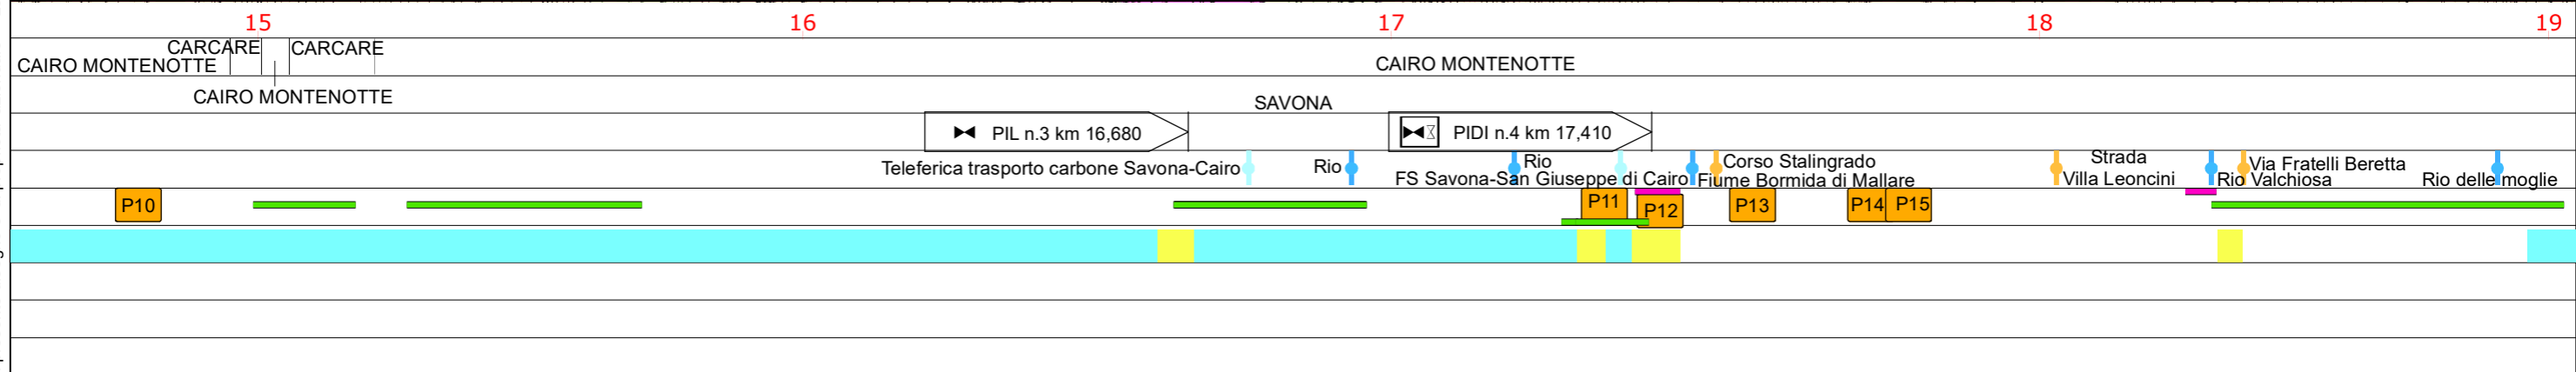 15 16 17 18 19
CARCARE CARCARE
CAIRO MONTENOTTE CAIRO MONTENOTTE
CAIRO MONTENOTTE
SAVONA
PIL n.3 km 16,680 PIDI n.4 km 17,410
Teleferica trasporto carbone Savona-Cairo
Rio
Rio
FS Savona-San Giuseppe di Cairo
Corso Stalingrado
Fiume Bormida di Mallare
Strada
Villa Leoncini
Via Fratelli Beretta
Rio Valchiosa
Rio delle moglie
P10 P11 P12 P13 P14 P15